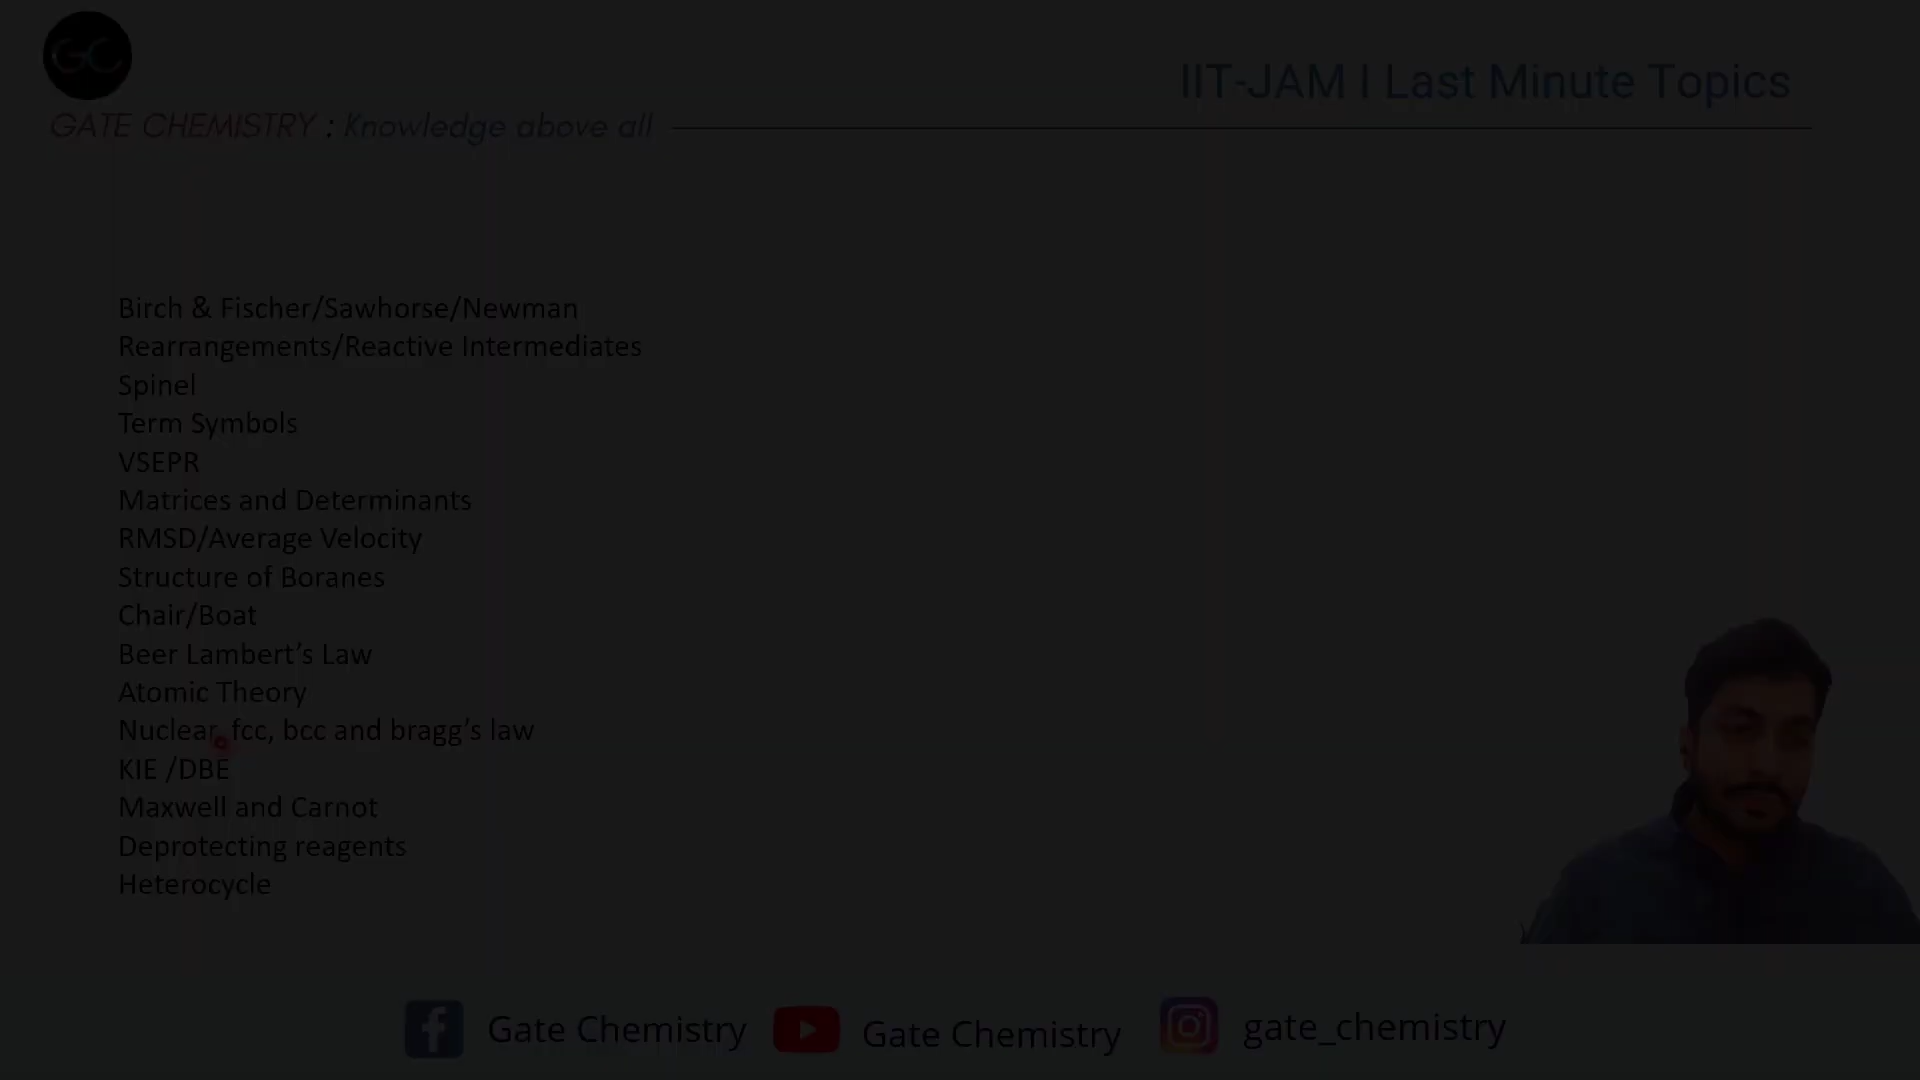 GC
IIT-JAM I Last Minute Topics
GATE CHEMISTRY : Knowledge above all
Birch & Fischer/Sawhorse/Newman
Rearrangements/Reactive Intermediates
Spinel
Term Symbols
VSEPR
Matrices and Determinants
RMSD/Average Velocity
Structure of Boranes
Chair/Boat
Beer Lambert’s Law
Atomic Theory
Nuclear, fcc, bcc and bragg’s law
KIE /DBE
Maxwell and Carnot
Deprotecting reagents
Heterocycle
Gate Chemistry Gate Chemistry gate_chemistry